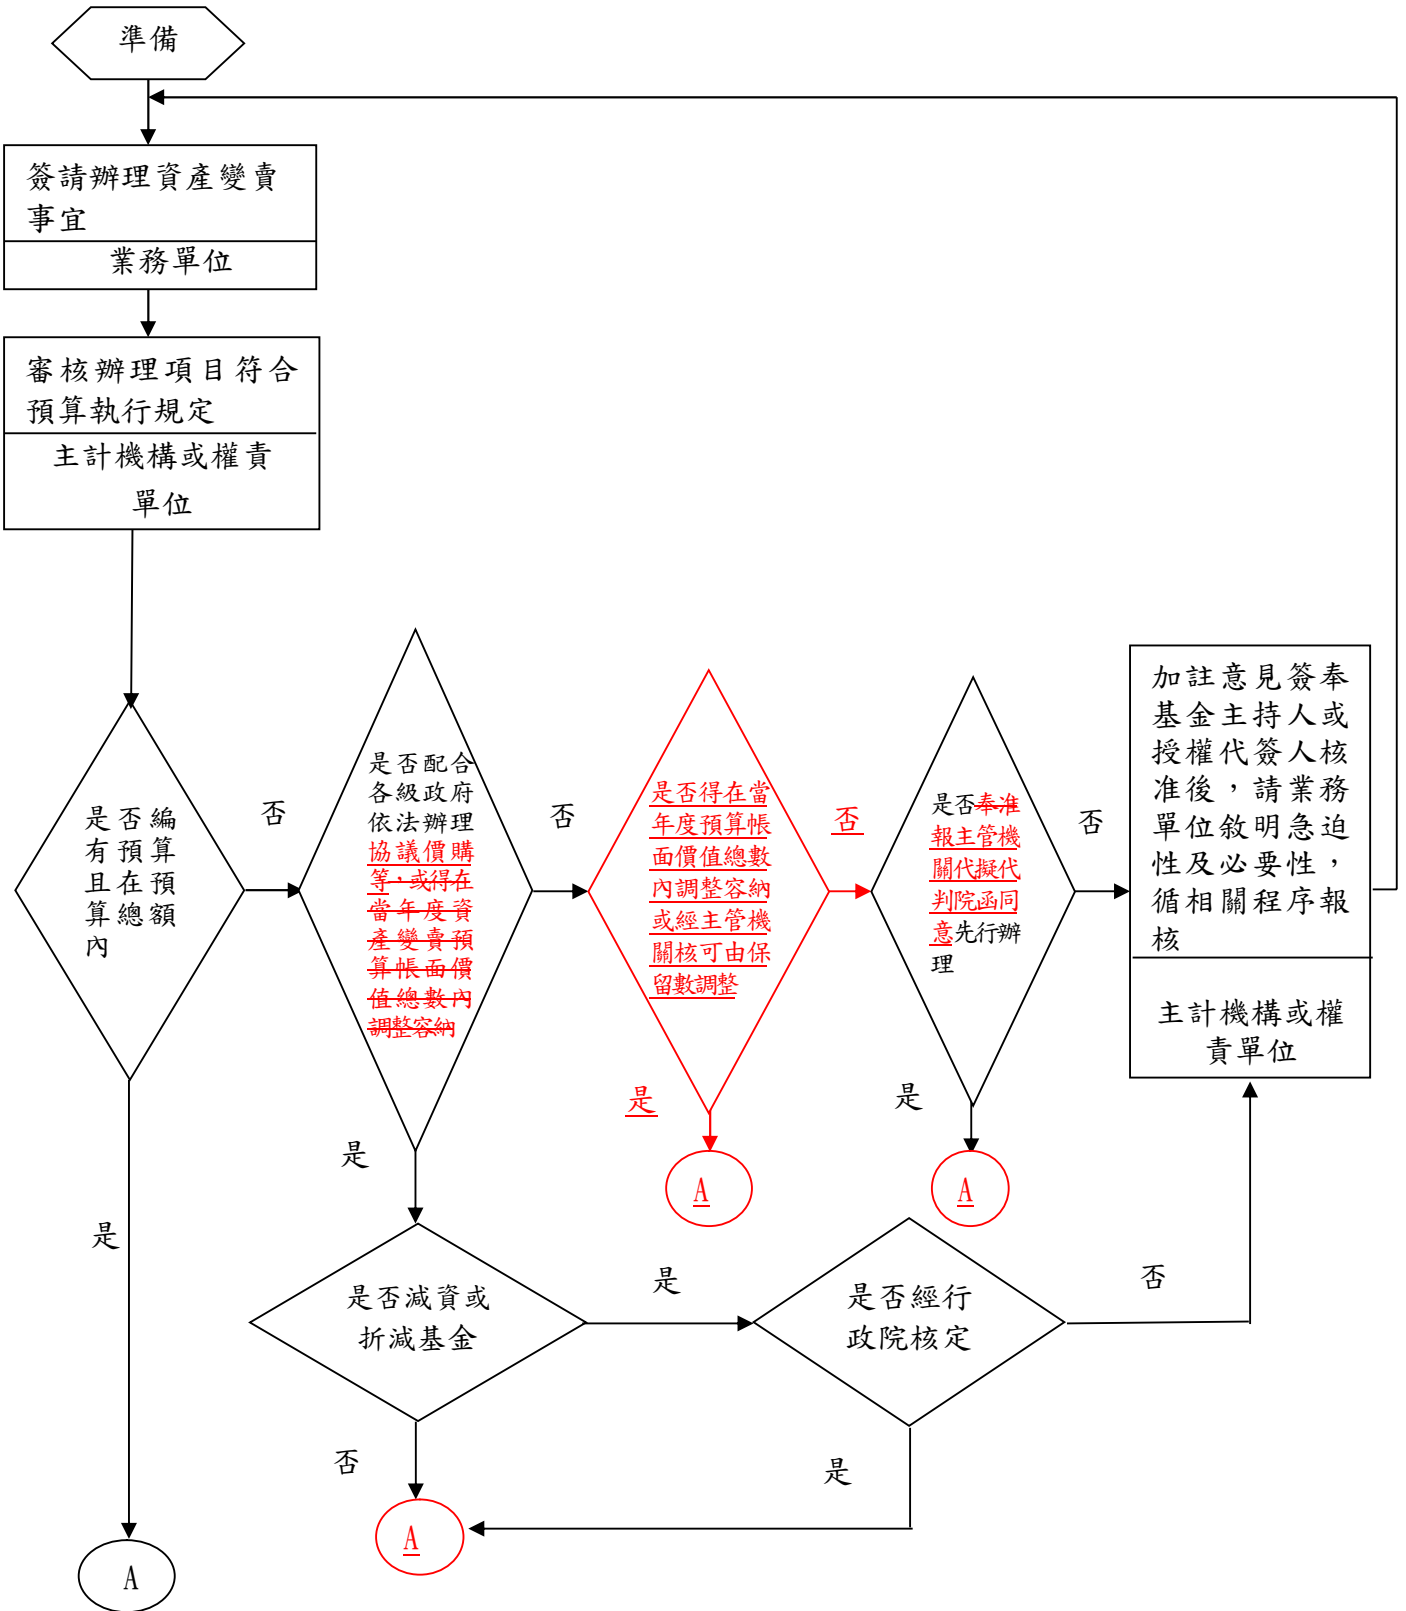 準備
簽請辦理資產變賣
事宜
業務單位
審核辦理項目符合
預算執行規定
主計機構或權責
單位
是否編
有預算
且在預
算總額
內
否
是否配合
各級政府
依法辦理
協議價購
等，或得在
當年度資
產變賣預
算帳面價
值總數內
調整容納
否
是否得在當
年度預算帳
面價值總數
內調整容納
或經主管機
關核可由保
留數調整
否
是否奉准
報主管機
關代擬代
判院函同
意先行辦
理
否
加註意見簽奉
基金主持人或
授權代簽人核
准後，請業務
單位敘明急迫
性及必要性，
循相關程序報
核
主計機構或權
責單位
是
是
是
是
A
A
是否減資或
折減基金
是
是否經行
政院核定
否
否
是
A
A